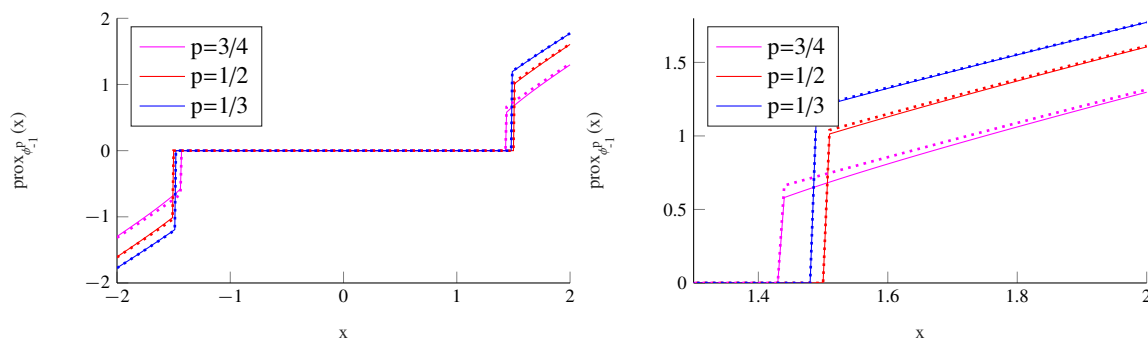 2
1
0
−1
−2
−2
−1
0
1
2
x
prox_{ϕ_{-1}^p}(x)
p=3/4
p=1/2
p=1/3
1.5
1
0.5
0
1.4
1.6
1.8
2
x
prox_{ϕ_{-1}^p}(x)
p=3/4
p=1/2
p=1/3